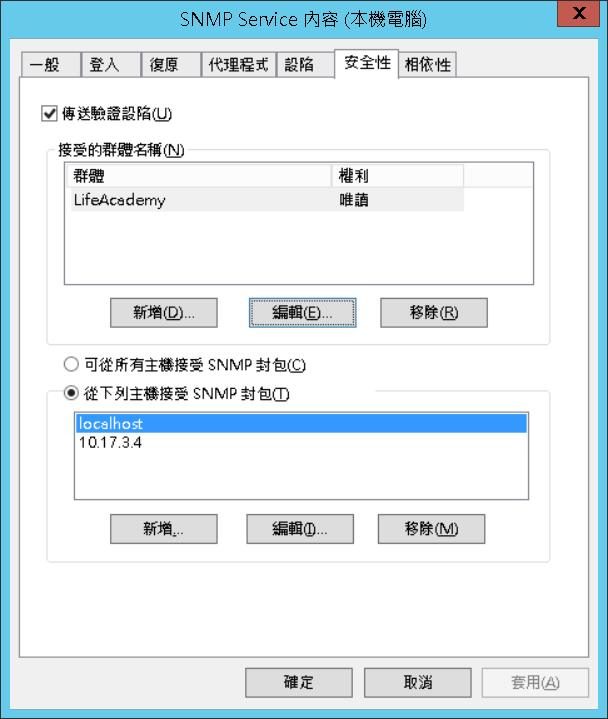 SNMP Service 內容 (本機電腦)
X
一般 登入 復原 代理程式 設陷 安全性 相依性
傳送驗證設陷(U)
接受的群體名稱(N)
群體 權利
LifeAcademy 唯讀
新增(D)... 編輯(E)... 移除(R)
可從所有主機接受 SNMP 封包(C)
從下列主機接受 SNMP 封包(T)
localhost
10.17.3.4
新增... 編輯(I)... 移除(M)
確定 取消 套用(A)